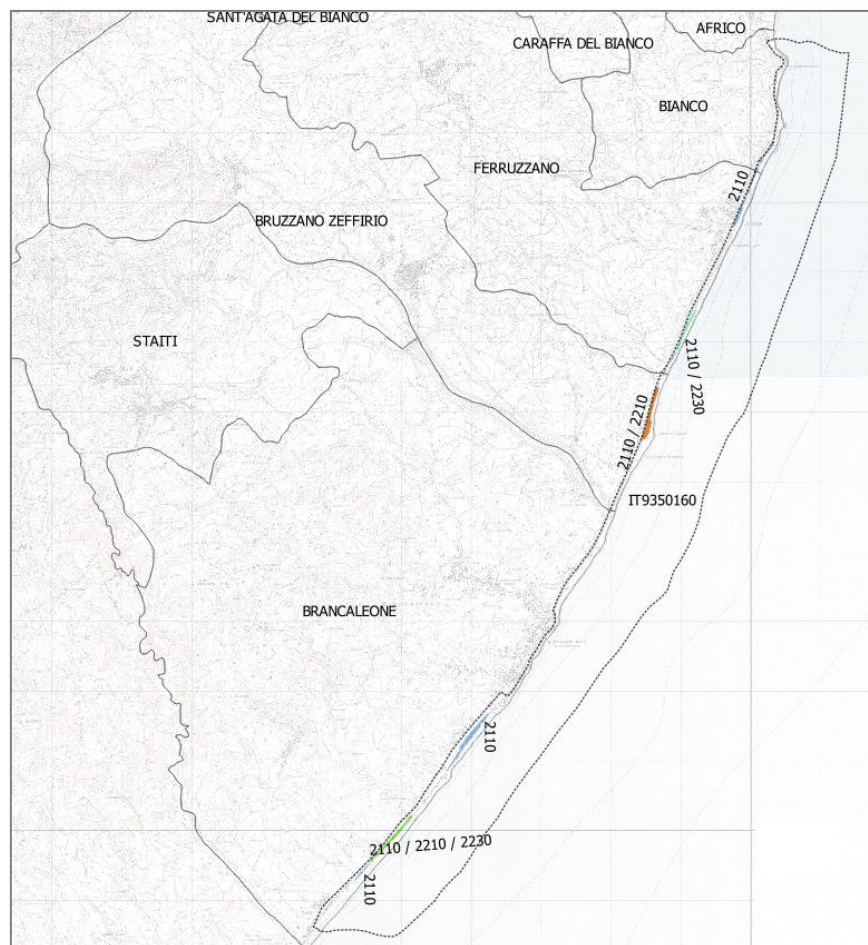 SANT'AGATA DEL BIANCO
AFRICO
CARAFFA DEL BIANCO
BIANCO
FERRUZZANO
2110
BRUZZANO ZEFFIRIO
STAITI
2110 / 2230
2110 / 2210
IT9350160
BRANCALEONE
2110
2110 / 2210 / 2230
2110